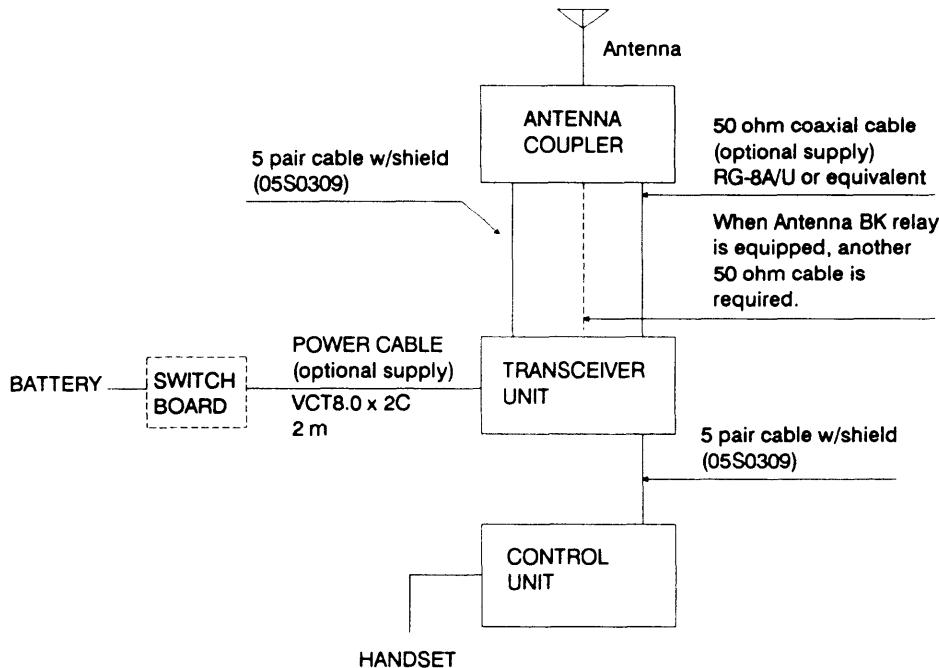 Antenna
ANTENNA
COUPLER
5 pair cable w/shield
(05S0309)
50 ohm coaxial cable
(optional supply)
RG-8A/U or equivalent
When Antenna BK relay
is equipped, another
50 ohm cable is
required.
POWER CABLE
(optional supply)
VCT8.0 x 2C
2 m
BATTERY
SWITCH
BOARD
TRANSCEIVER
UNIT
5 pair cable w/shield
(05S0309)
CONTROL
UNIT
HANDSET